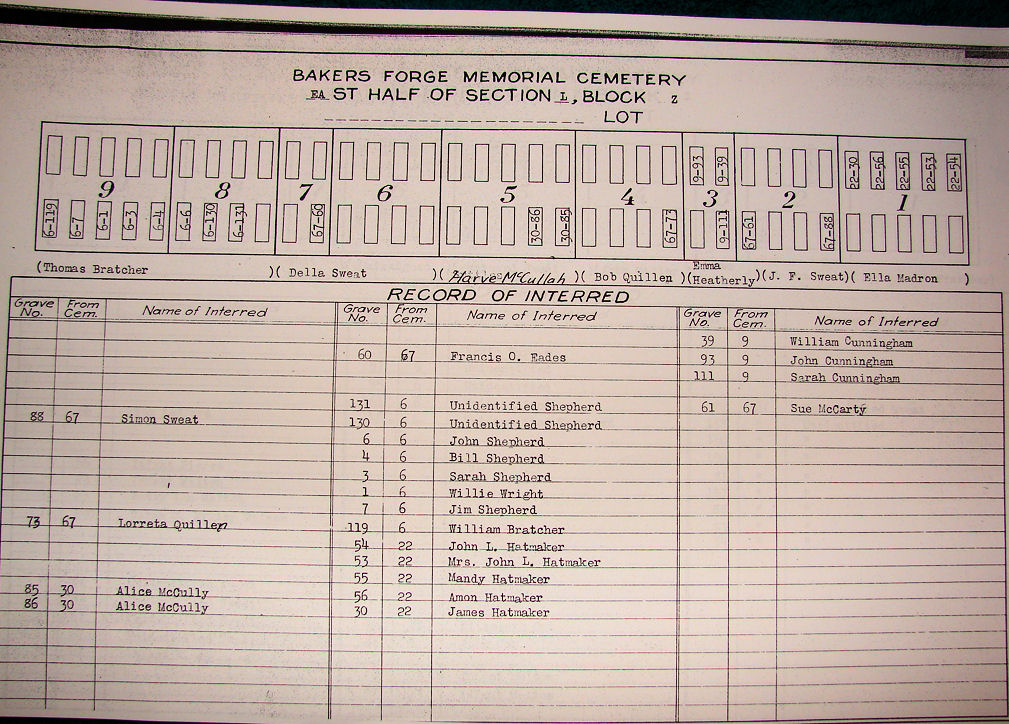 BAKERS FORGE MEMORIAL CEMETERY
EAST HALF OF SECTION L, BLOCK Z
LOT
9-93 9-39 22-30 22-56 22-55 22-53 22-54
9 8 7 6 5 4 3 2 1
6-119 6-7 6-1 6-3 6-4 6-6 6-130 6-131 67-60 30-86 30-85 67-73 9-111 67-61 67-88
(Thomas Bratcher )( Della Sweat )( Harve McCullah )( Bob Quillen )(Emma Heatherly)(J. F. Sweat)( Ella Madron )
RECORD OF INTERRED
Grave No. From Cem. Name of Interred Grave No. From Cem. Name of Interred Grave No. From Cem. Name of Interred
39 9 William Cunningham
60 67 Francis O. Eades 93 9 John Cunningham
111 9 Sarah Cunningham
131 6 Unidentified Shepherd 61 67 Sue McCarty
88 67 Simon Sweat 130 6 Unidentified Shepherd
6 6 John Shepherd
4 6 Bill Shepherd
3 6 Sarah Shepherd
1 6 Willie Wright
7 6 Jim Shepherd
73 67 Lorreta Quillen 119 6 William Bratcher
54 22 John L. Hatmaker
53 22 Mrs. John L. Hatmaker
55 22 Mandy Hatmaker
85 30 Alice McCully 56 22 Amon Hatmaker
86 30 Alice McCully 30 22 James Hatmaker